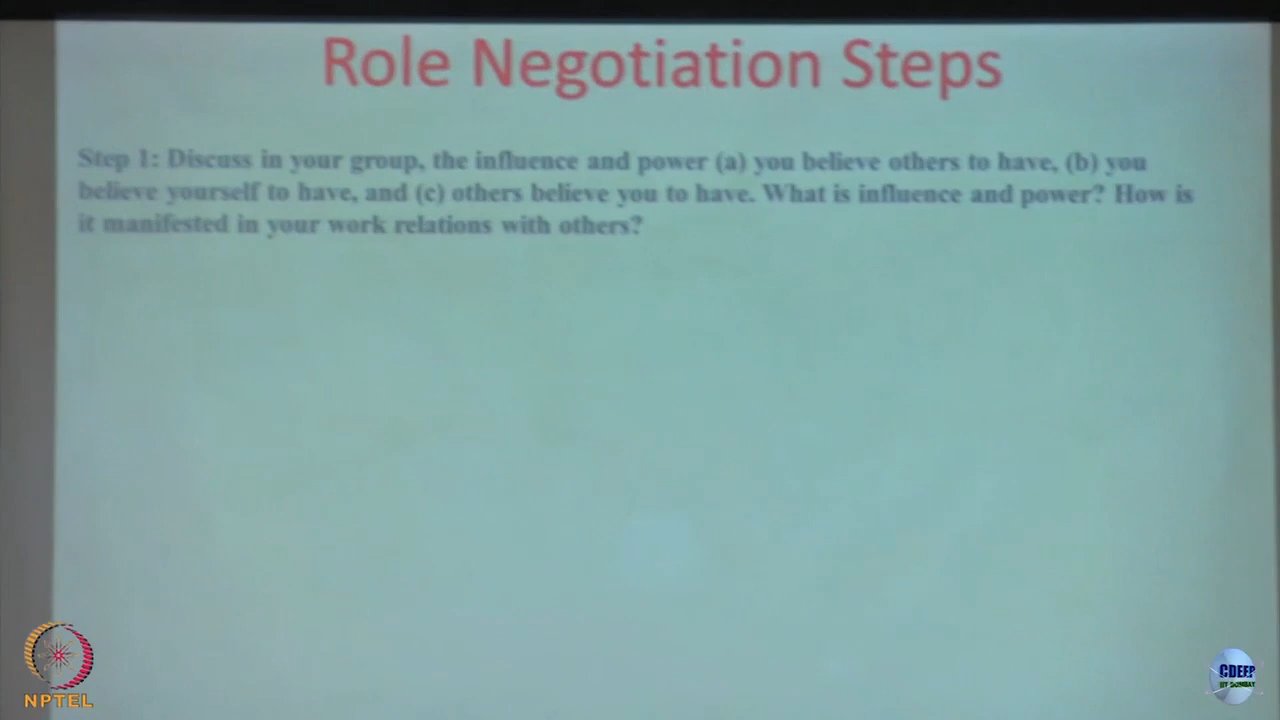 Role Negotiation Steps
Step 1: Discuss in your group, the influence and power (a) you believe others to have, (b) you
believe yourself to have, and (c) others believe you to have. What is influence and power? How is
it manifested in your work relations with others?
NPTEL
CDEEP
IIT BOMBAY